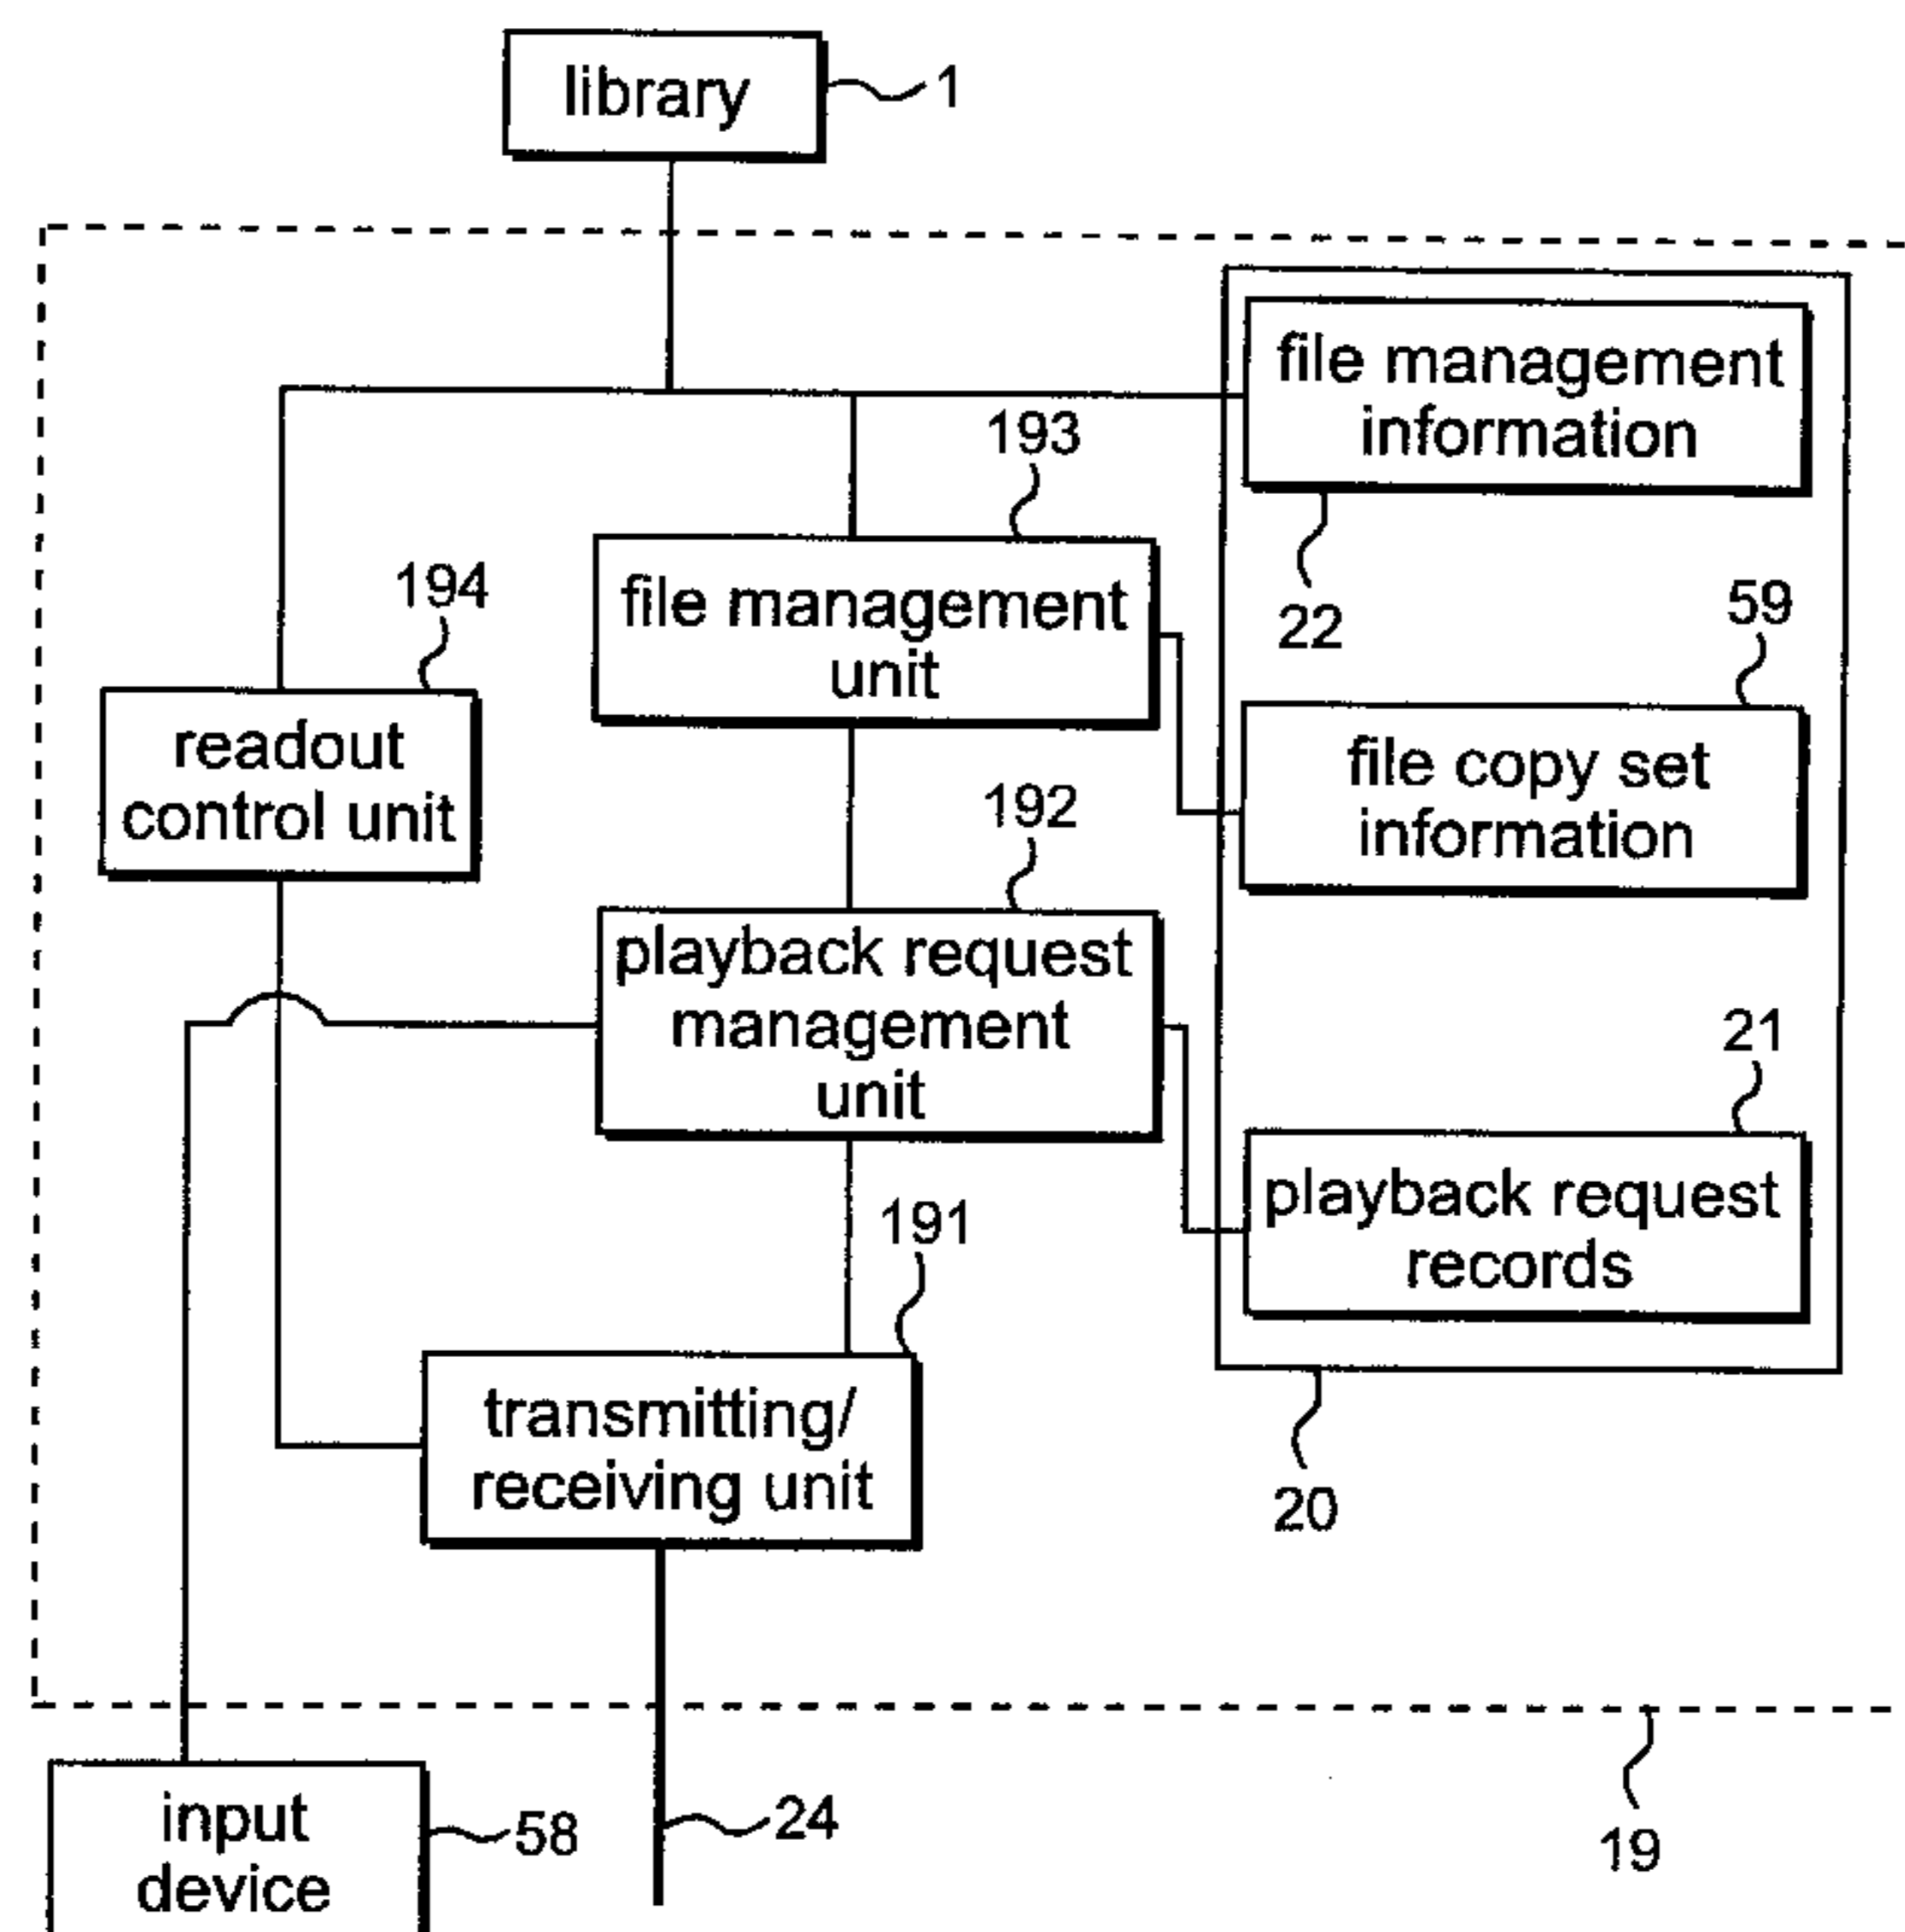 library
1
file management
information
193
22
194
file management
unit
59
readout
control unit
file copy set
information
192
playback request
management
unit
21
playback request
records
191
transmitting/
receiving unit
20
input
device
58
24
19